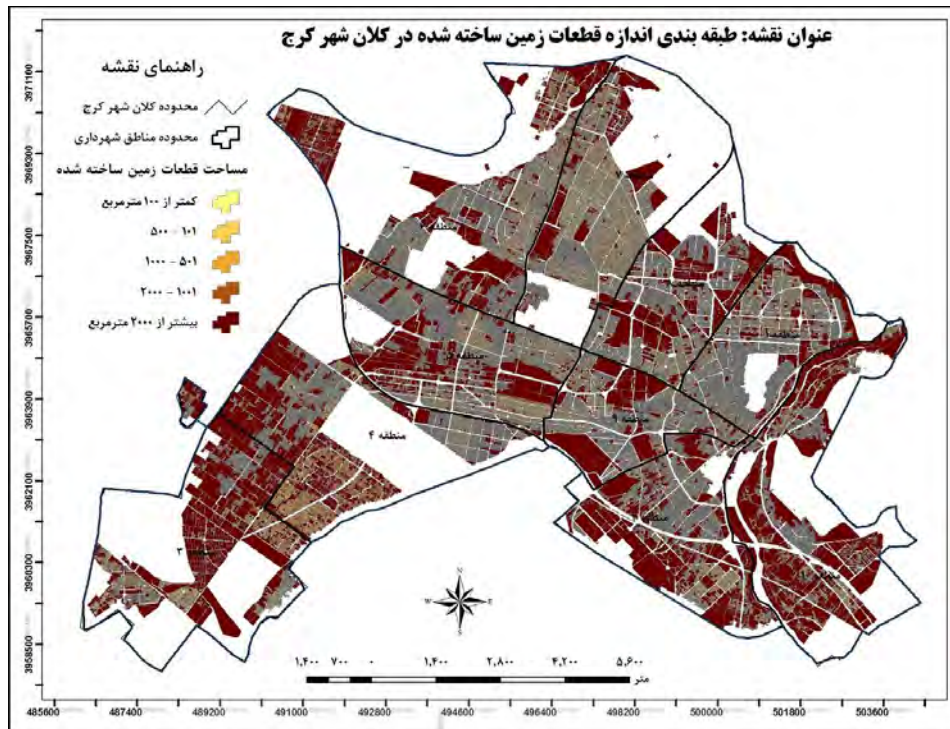 عنوان نقشه: طبقه بندی اندازه قطعات زمین ساخته شده در کلان شهر کرج
راهنمای نقشه
محدوده کلان شهر کرج
محدوده مناطق شهرداری
مساحت قطعات زمین ساخته شده
کمتر از ۱۰۰ مترمربع
۱۰۱ - ۵۰۰
۵۰۱ - ۱۰۰۰
۱۰۰۱ - ۲۰۰۰
بیشتر از ۲۰۰۰ مترمربع
3971100
3969300
3967500
3965700
3963900
3962100
3960300
3958500
منطقه ۴
N
W E
S
۱,۴۰۰ ۷۰۰ ۰ ۱,۴۰۰ ۲,۸۰۰ ۴,۲۰۰ ۵,۶۰۰
متر
485600 487400 489200 491000 492800 494600 496400 498200 500000 501800 503600